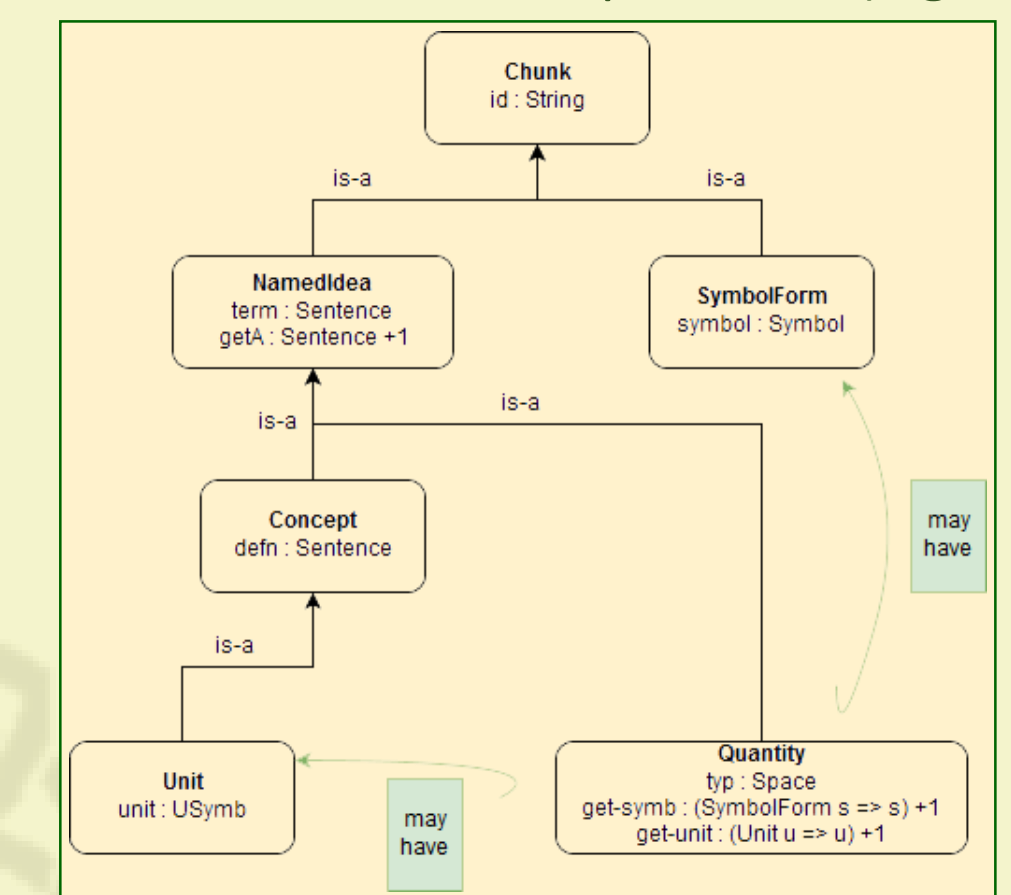 Chunk
id : String
is-a
is-a
NamedIdea
term : Sentence
getA : Sentence +1
SymbolForm
symbol : Symbol
is-a
is-a
Concept
defn : Sentence
may
have
is-a
Unit
unit : USymb
may
have
Quantity
typ : Space
get-symb : (SymbolForm s => s) +1
get-unit : (Unit u => u) +1